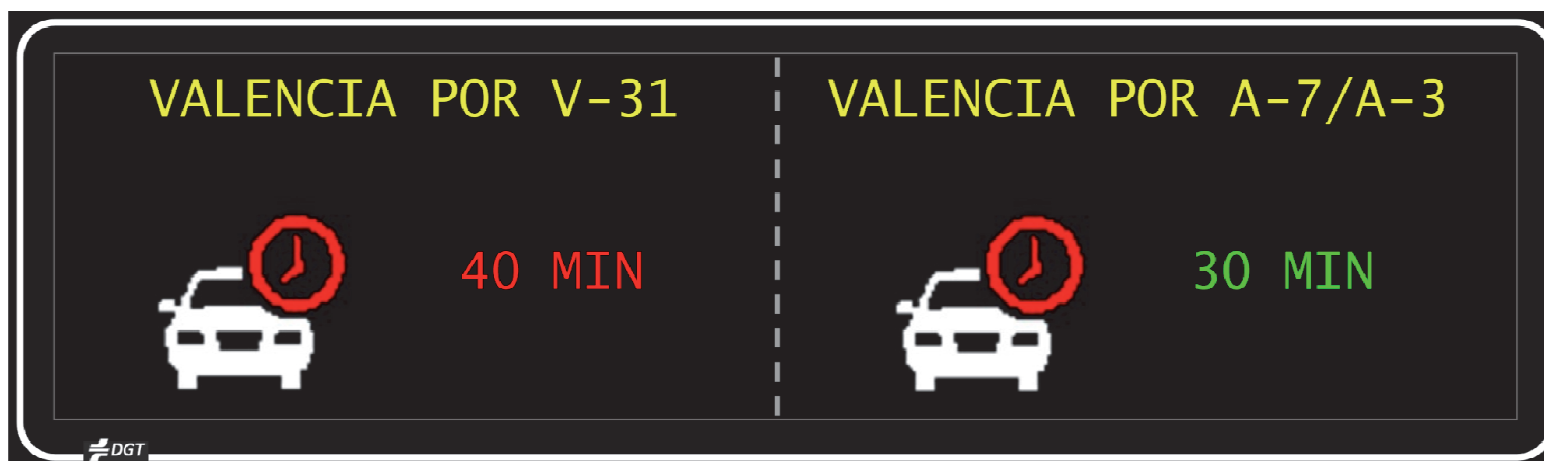 VALENCIA POR V-31
40 MIN
VALENCIA POR A-7/A-3
30 MIN
DGT